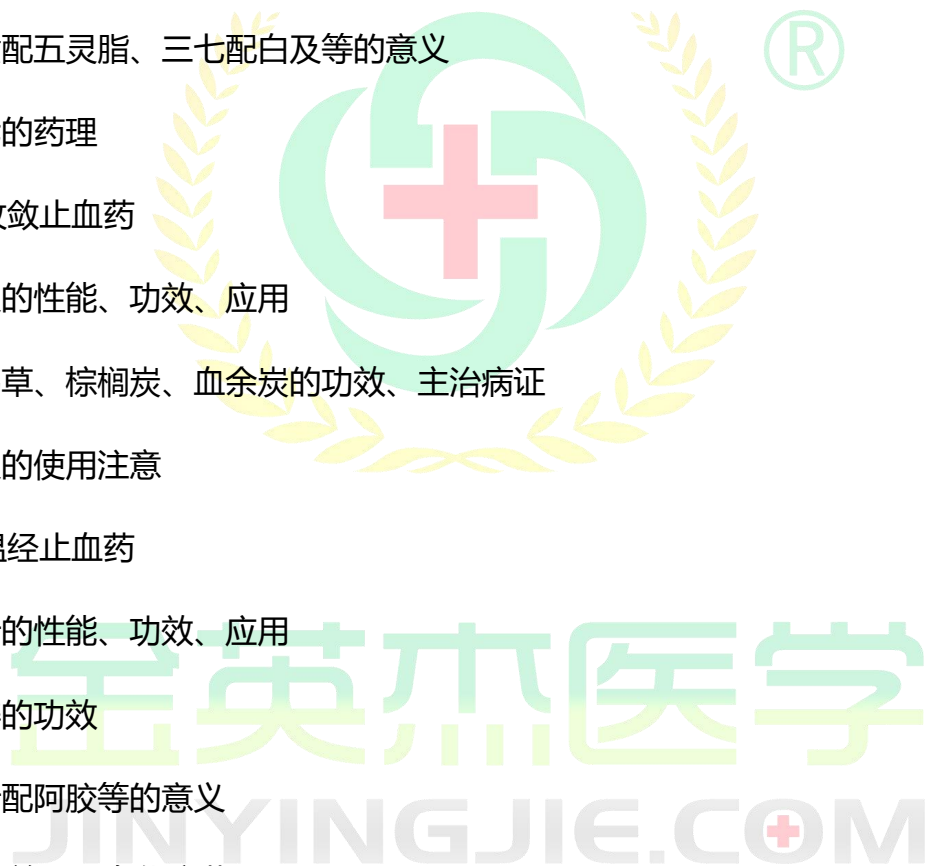 配五灵脂、三七配白及等的意义
的药理
敛止血药
的性能、功效、应用
草、棕榈炭、血余炭的功效、主治病证
的使用注意
经止血药
的性能、功效、应用
的功效
配阿胶等的意义
金英杰医学
JINYINGJIE.COM
®